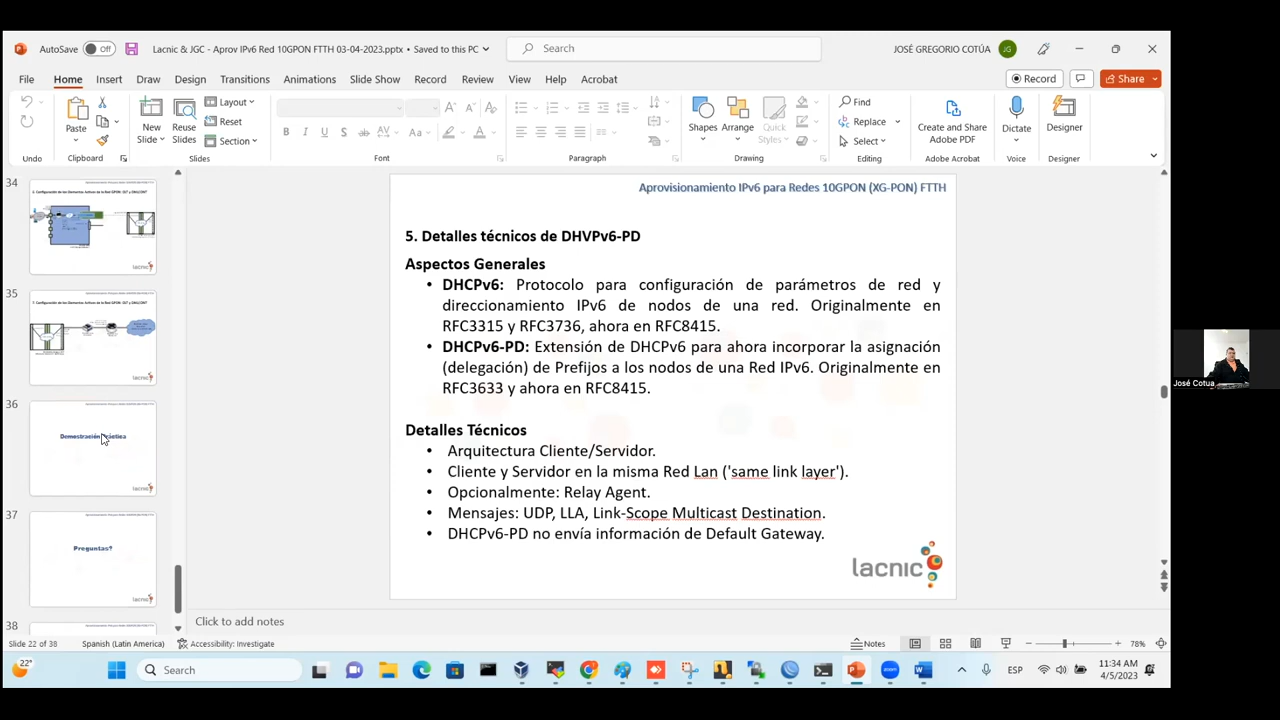 AutoSave Off Lacnic & JGC - Aprov IPv6 Red 10GPON FTTH 03-04-2023.pptx • Saved to this PC Search JOSÉ GREGORIO COTÚA JG
File Home Insert Draw Design Transitions Animations Slide Show Record Review View Help Acrobat Record Share
Paste New Slide Reuse Slides Layout Reset Section Shapes Arrange Quick Styles Find Replace Select Create and Share Adobe PDF Dictate Designer
Undo Clipboard Slides Font Paragraph Drawing Editing Adobe Acrobat Voice Designer
34
lacnic
35
lacnic
36
Demostración Práctica
lacnic
37
Preguntas?
lacnic
38
Aprovisionamiento IPv6 para Redes 10GPON (XG-PON) FTTH
5. Detalles técnicos de DHVPv6-PD
Aspectos Generales
• DHCPv6: Protocolo para configuración de parámetros de red y
direccionamiento IPv6 de nodos de una red. Originalmente en
RFC3315 y RFC3736, ahora en RFC8415.
• DHCPv6-PD: Extensión de DHCPv6 para ahora incorporar la asignación
(delegación) de Prefijos a los nodos de una Red IPv6. Originalmente en
RFC3633 y ahora en RFC8415.
Detalles Técnicos
• Arquitectura Cliente/Servidor.
• Cliente y Servidor en la misma Red Lan ('same link layer').
• Opcionalmente: Relay Agent.
• Mensajes: UDP, LLA, Link-Scope Multicast Destination.
• DHCPv6-PD no envía información de Default Gateway.
lacnic
José Cotua
Click to add notes
Slide 22 of 38 Spanish (Latin America) Accessibility: Investigate Notes 78%
22° Search ESP 11:34 AM
4/5/2023